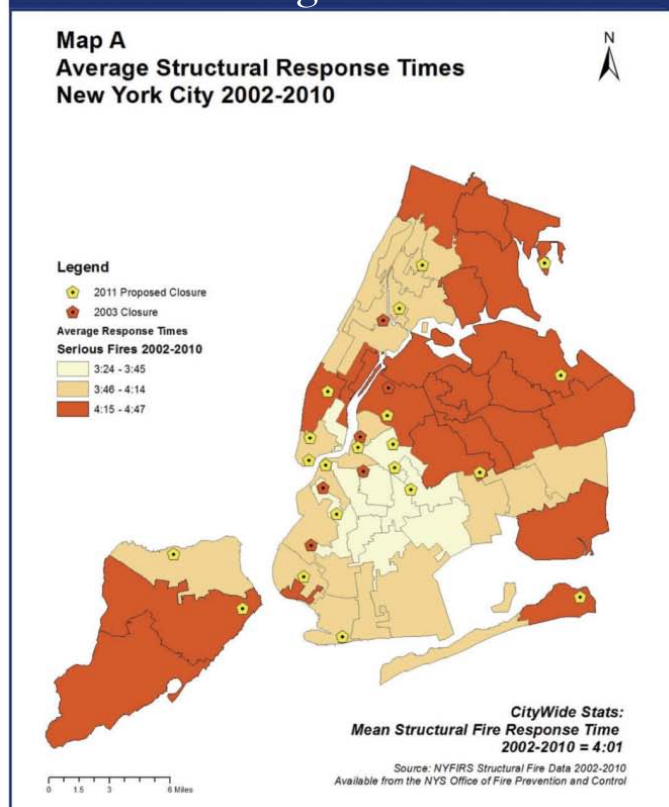 Map A
Average Structural Response Times
New York City 2002-2010
N
Legend
2011 Proposed Closure
2003 Closure
Average Response Times
Serious Fires 2002-2010
3:24 - 3:45
3:46 - 4:14
4:15 - 4:47
CityWide Stats:
Mean Structural Fire Response Time
2002-2010 = 4:01
Source: NYFIRS Structural Fire Data 2002-2010
Available from the NYS Office of Fire Prevention and Control
0 1.5 3 6 Miles